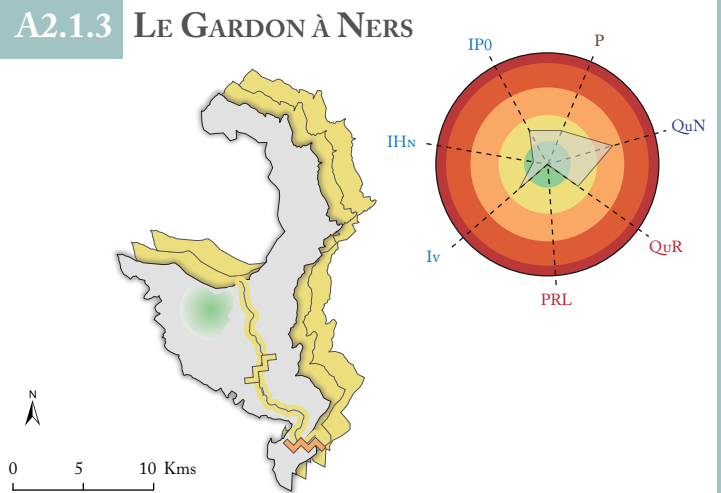 A2.1.3 Le Gardon à Ners
IP0
P
QuN
IHN
QuR
Iv
PRL
N
0 5 10 Kms